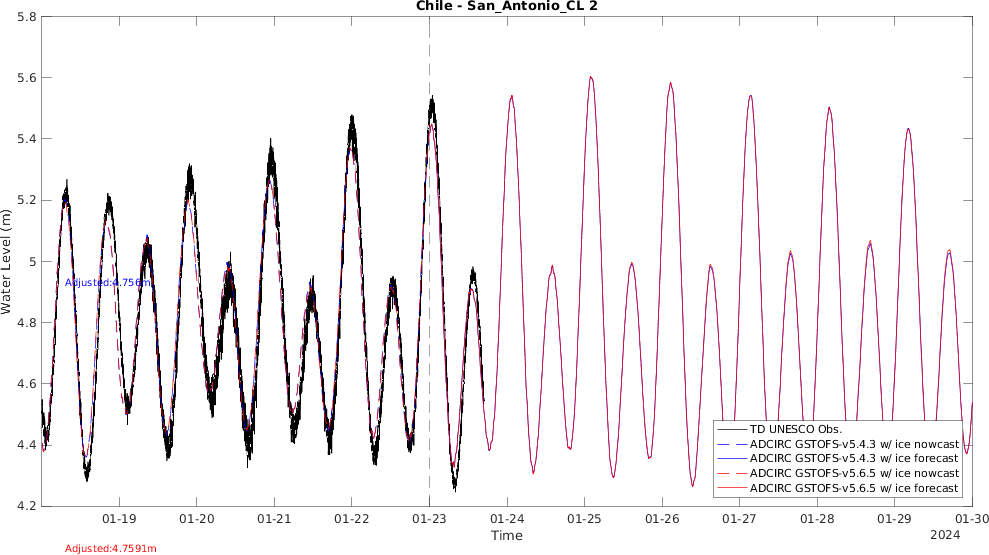 Chile - San_Antonio_CL 2
5.8
5.6
5.4
5.2
5
4.8
4.6
4.4
4.2
Water Level (m)
Adjusted:4.756m
TD UNESCO Obs.
ADCIRC GSTOFS-v5.4.3 w/ ice nowcast
ADCIRC GSTOFS-v5.4.3 w/ ice forecast
ADCIRC GSTOFS-v5.6.5 w/ ice nowcast
ADCIRC GSTOFS-v5.6.5 w/ ice forecast
01-19 01-20 01-21 01-22 01-23 01-24 01-25 01-26 01-27 01-28 01-29 01-30
Time
2024
Adjusted:4.7591m